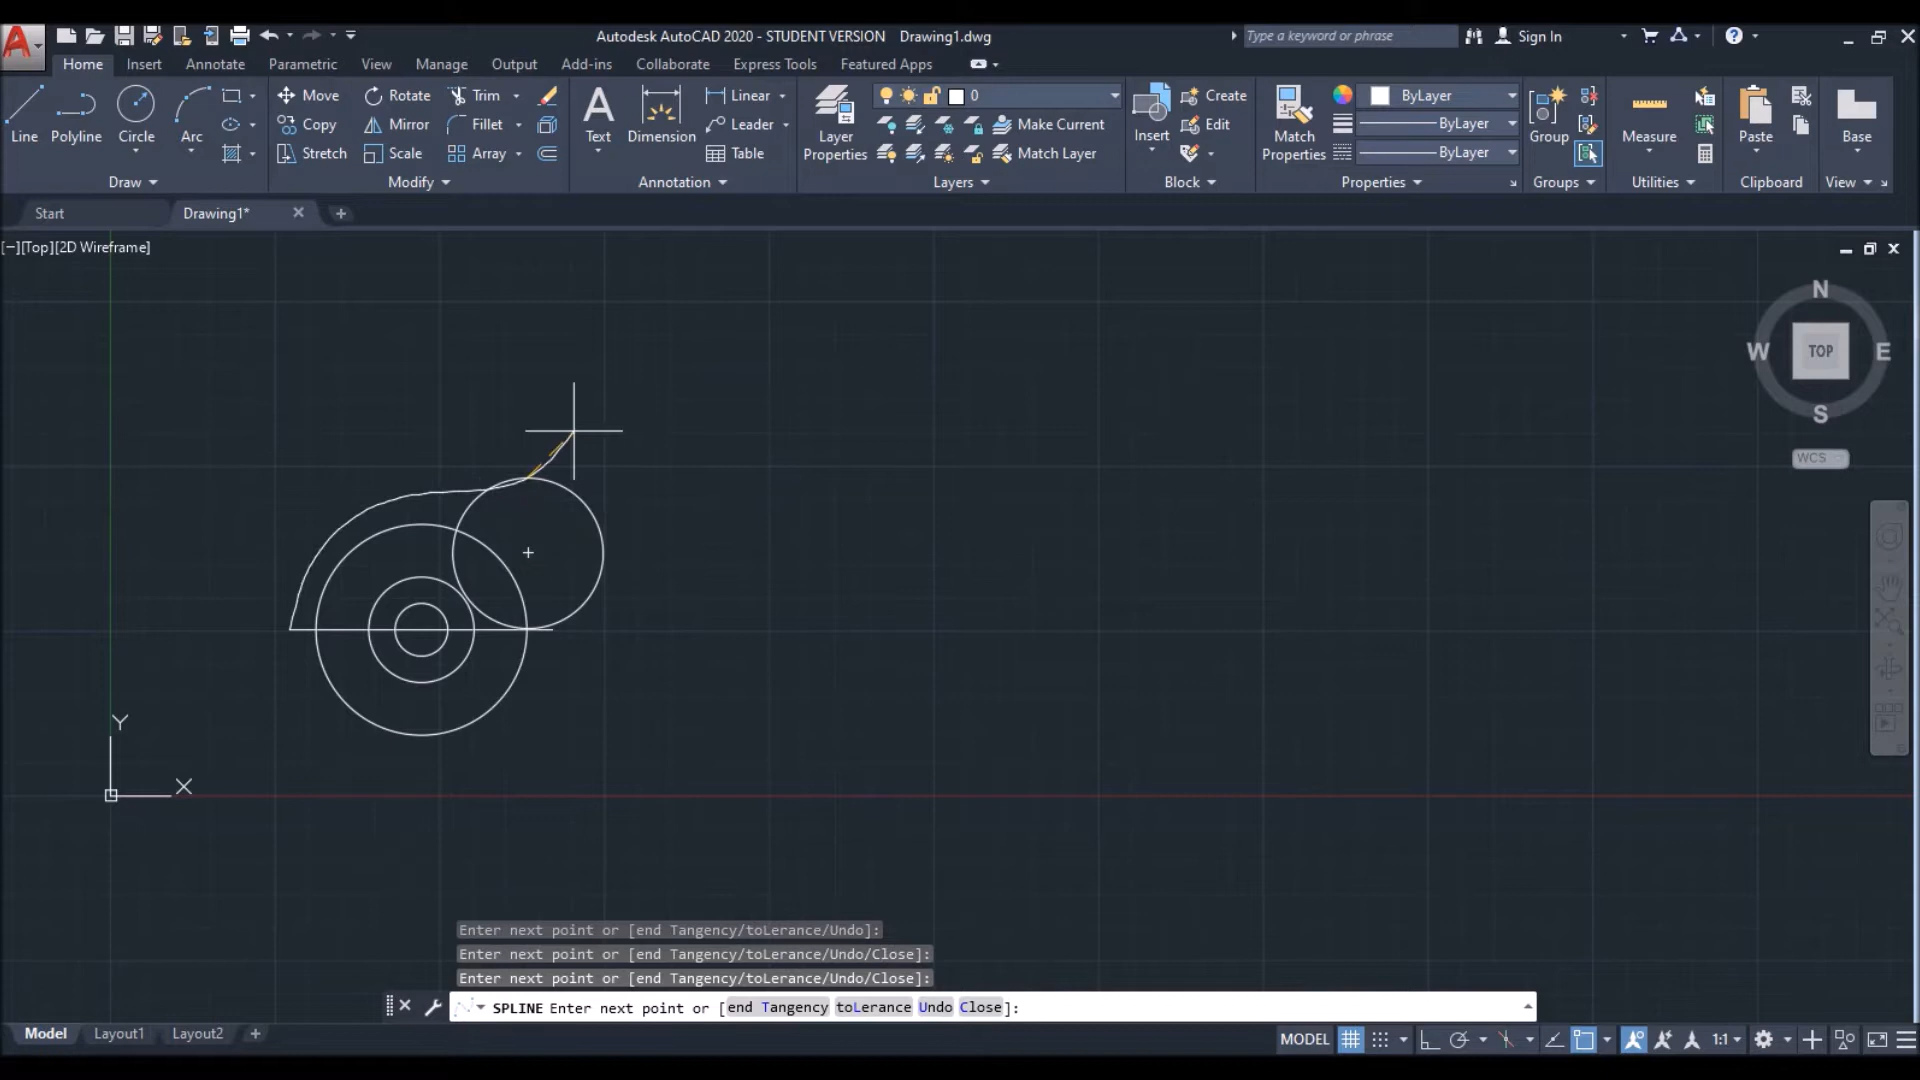 A
Autodesk AutoCAD 2020 - STUDENT VERSION Drawing1.dwg
Type a keyword or phrase
Sign In
Home Insert Annotate Parametric View Manage Output Add-ins Collaborate Express Tools Featured Apps
Line Polyline Circle Arc
Move Rotate Trim
Copy Mirror Fillet
Stretch Scale Array
Text Dimension
Linear
Leader
Table
Layer Properties
0
Make Current
Match Layer
Insert
Create
Edit
Match Properties
ByLayer
ByLayer
ByLayer
Group Measure Paste Base
Draw Modify Annotation Layers Block Properties Groups Utilities Clipboard View
Start Drawing1*
[−][Top][2D Wireframe]
N
W TOP E
S
WCS
Y
X
Enter next point or [end Tangency/toLerance/Undo]:
Enter next point or [end Tangency/toLerance/Undo/Close]:
Enter next point or [end Tangency/toLerance/Undo/Close]:
SPLINE Enter next point or [end Tangency toLerance Undo Close]:
Model Layout1 Layout2
MODEL 1:1